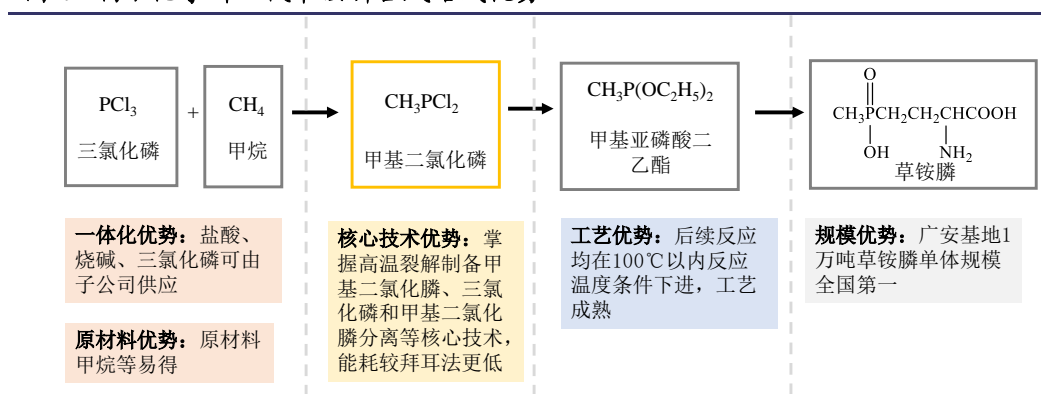 PCl3
三氯化磷
+
CH4
甲烷
CH3PCl2
甲基二氯化磷
CH3P(OC2H5)2
甲基亚磷酸二
乙酯
O
CH3PCH2CH2CHCOOH
OH
NH2
草铵膦
一体化优势：盐酸、
烧碱、三氯化磷可由
子公司供应
原材料优势：原材料
甲烷等易得
核心技术优势：掌
握高温裂解制备甲
基二氯化膦、三氯
化磷和甲基二氯化
膦分离等核心技术，
能耗较拜耳法更低
工艺优势：后续反应
均在100℃以内反应
温度条件下进，工艺
成熟
规模优势：广安基地1
万吨草铵膦单体规模
全国第一